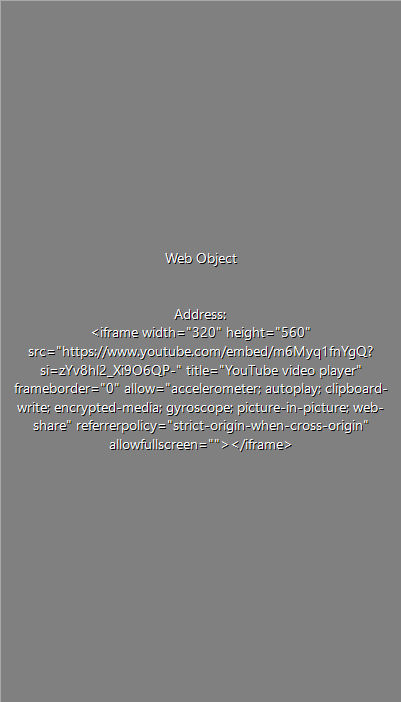 Web Object
Address:
<iframe width="320" height="560"
src="https://www.youtube.com/embed/m6Myq1fnYgQ?
si=zYv8hl2_Xi9O6QP-" title="YouTube video player"
frameborder="0" allow="accelerometer; autoplay; clipboard-
write; encrypted-media; gyroscope; picture-in-picture; web-
share" referrerpolicy="strict-origin-when-cross-origin"
allowfullscreen=""></iframe>